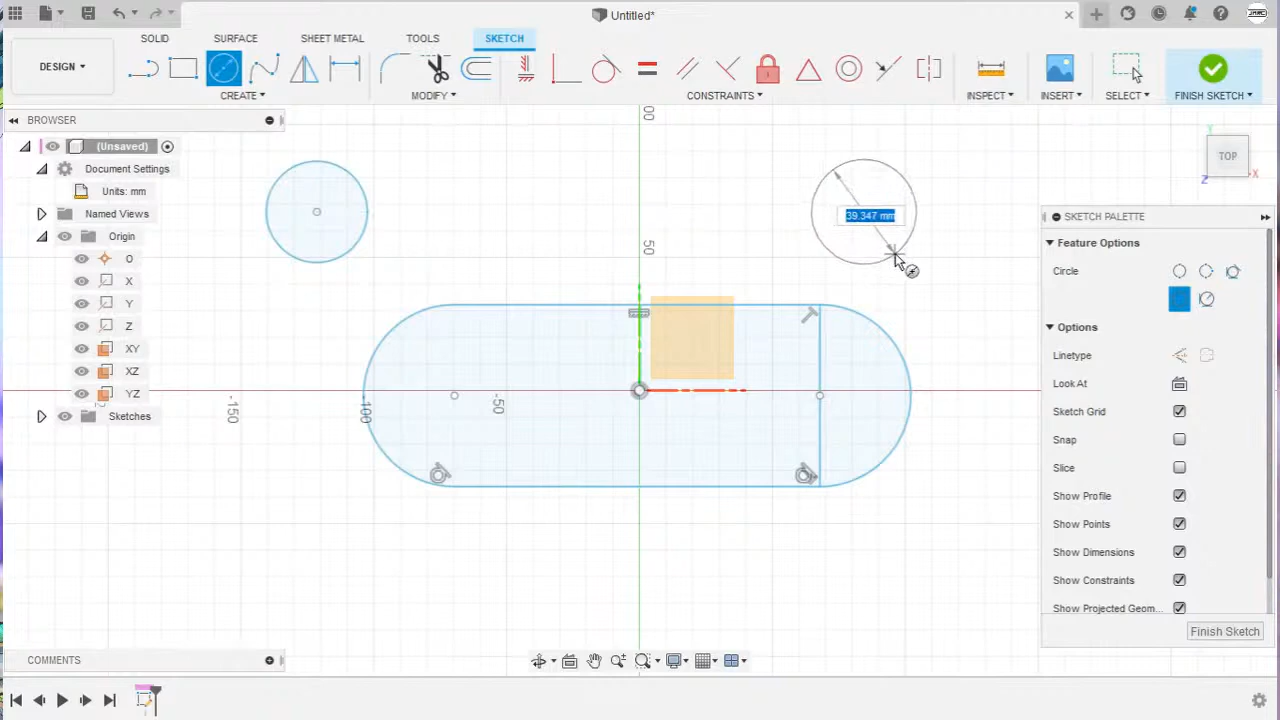 Untitled*
DESIGN
SOLID
SURFACE
SHEET METAL
TOOLS
SKETCH
CREATE
MODIFY
CONSTRAINTS
INSPECT
INSERT
SELECT
FINISH SKETCH
BROWSER
(Unsaved)
Document Settings
Units: mm
Named Views
Origin
O
X
Y
Z
XY
XZ
YZ
Sketches
00
50
-50
100
-150
39.347 mm
TOP
X
Y
Z
SKETCH PALETTE
Feature Options
Circle
Options
Linetype
Look At
Sketch Grid
Snap
Slice
Show Profile
Show Points
Show Dimensions
Show Constraints
Show Projected Geom...
Finish Sketch
COMMENTS